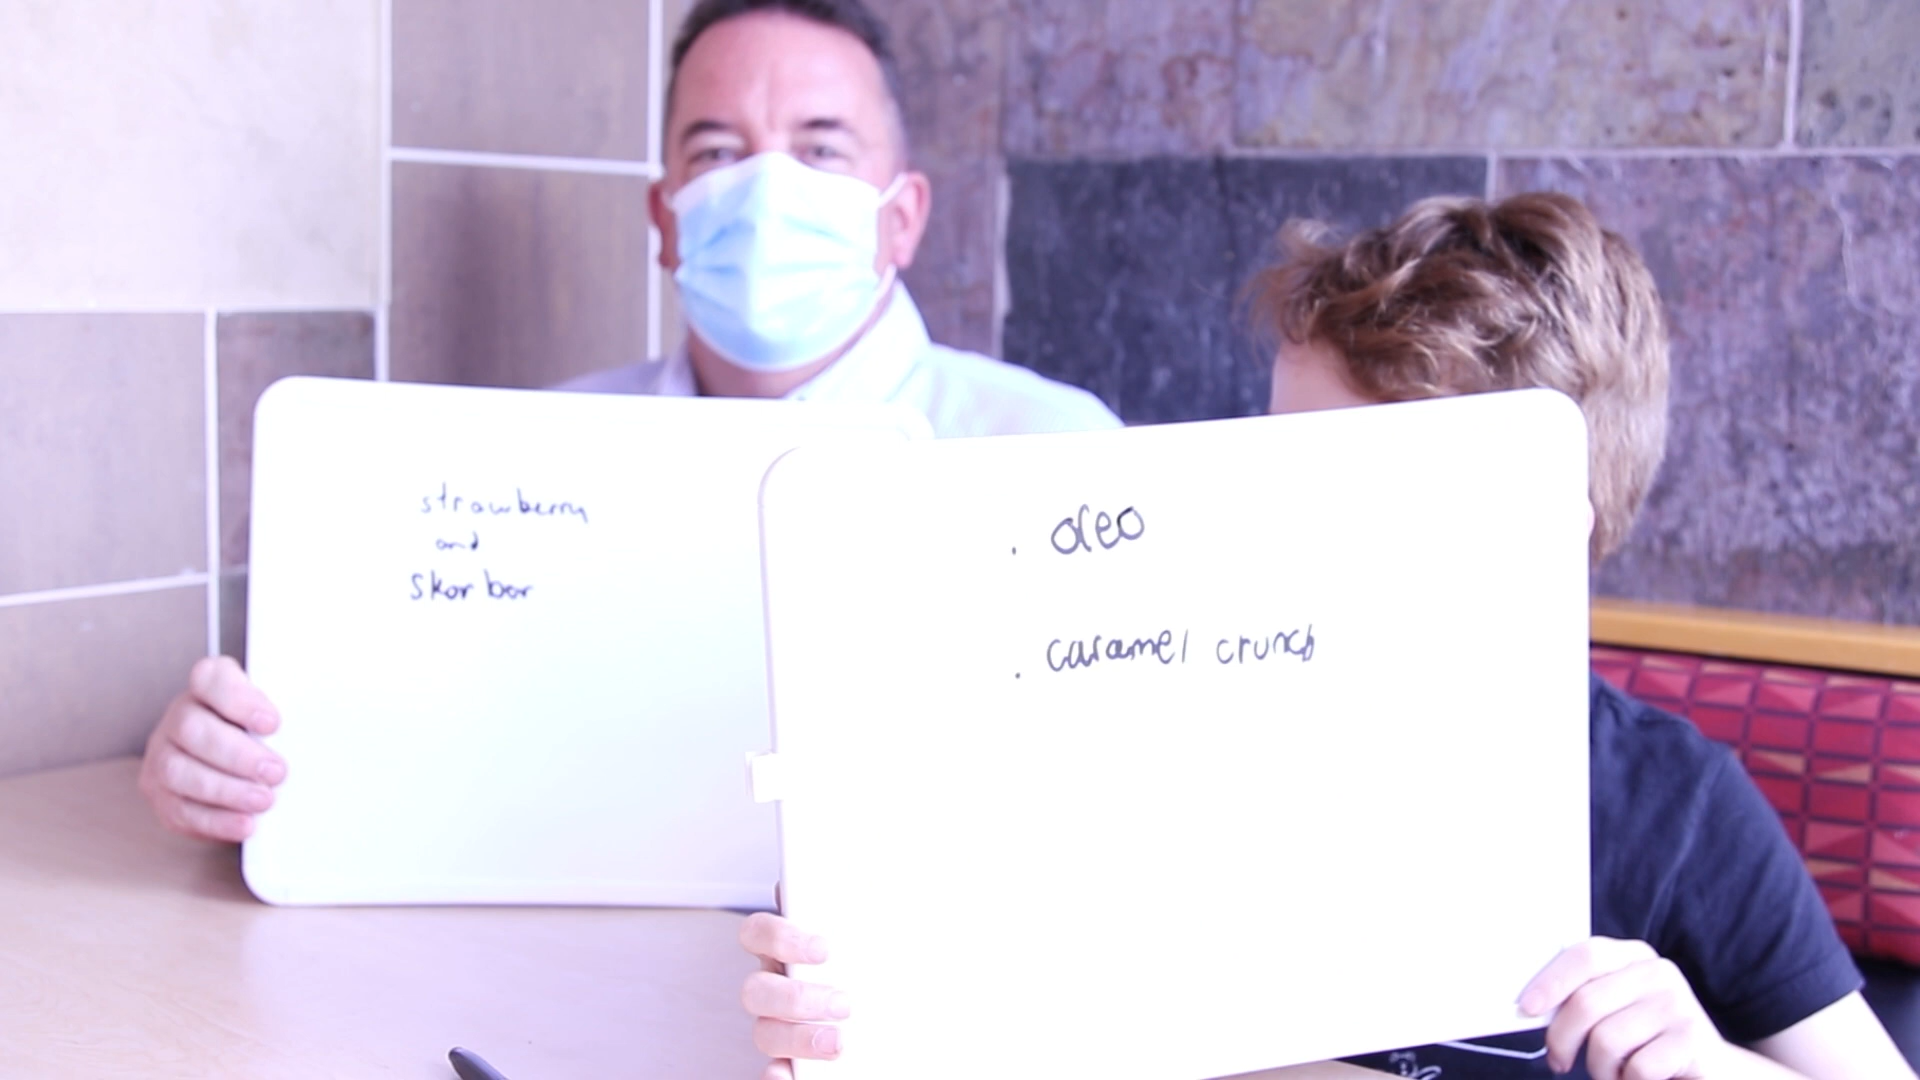 strawberry
and
Skor bar
. oreo
. caramel crunch